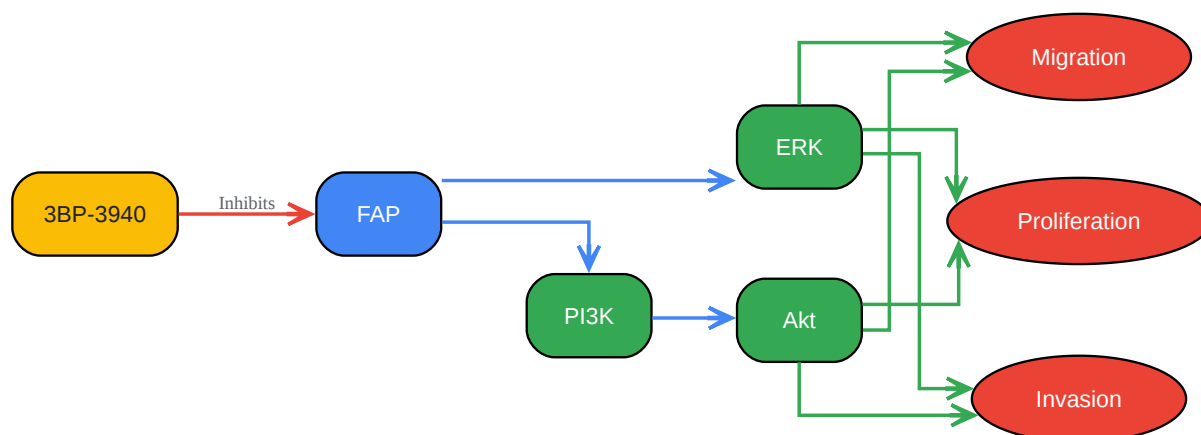 Migration
ERK
3BP-3940
Inhibits
FAP
Proliferation
PI3K
Akt
Invasion